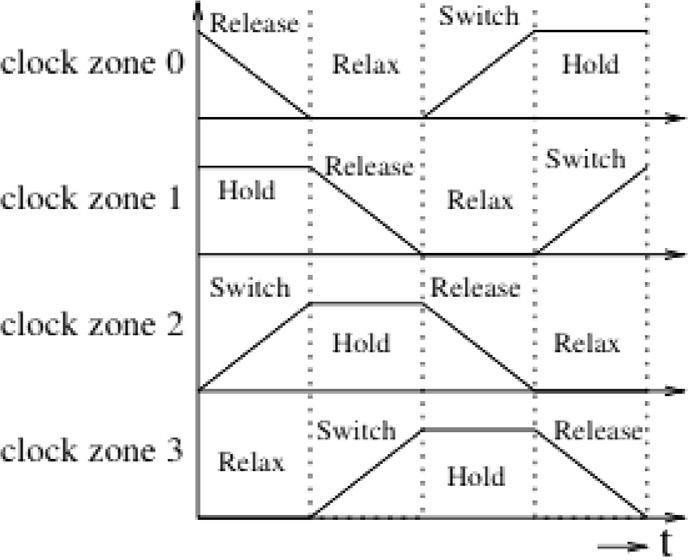 Release Switch
clock zone 0 Relax Hold
Release Switch
clock zone 1 Hold Relax
Switch Release
clock zone 2 Hold Relax
Switch Release
clock zone 3 Relax Hold
t